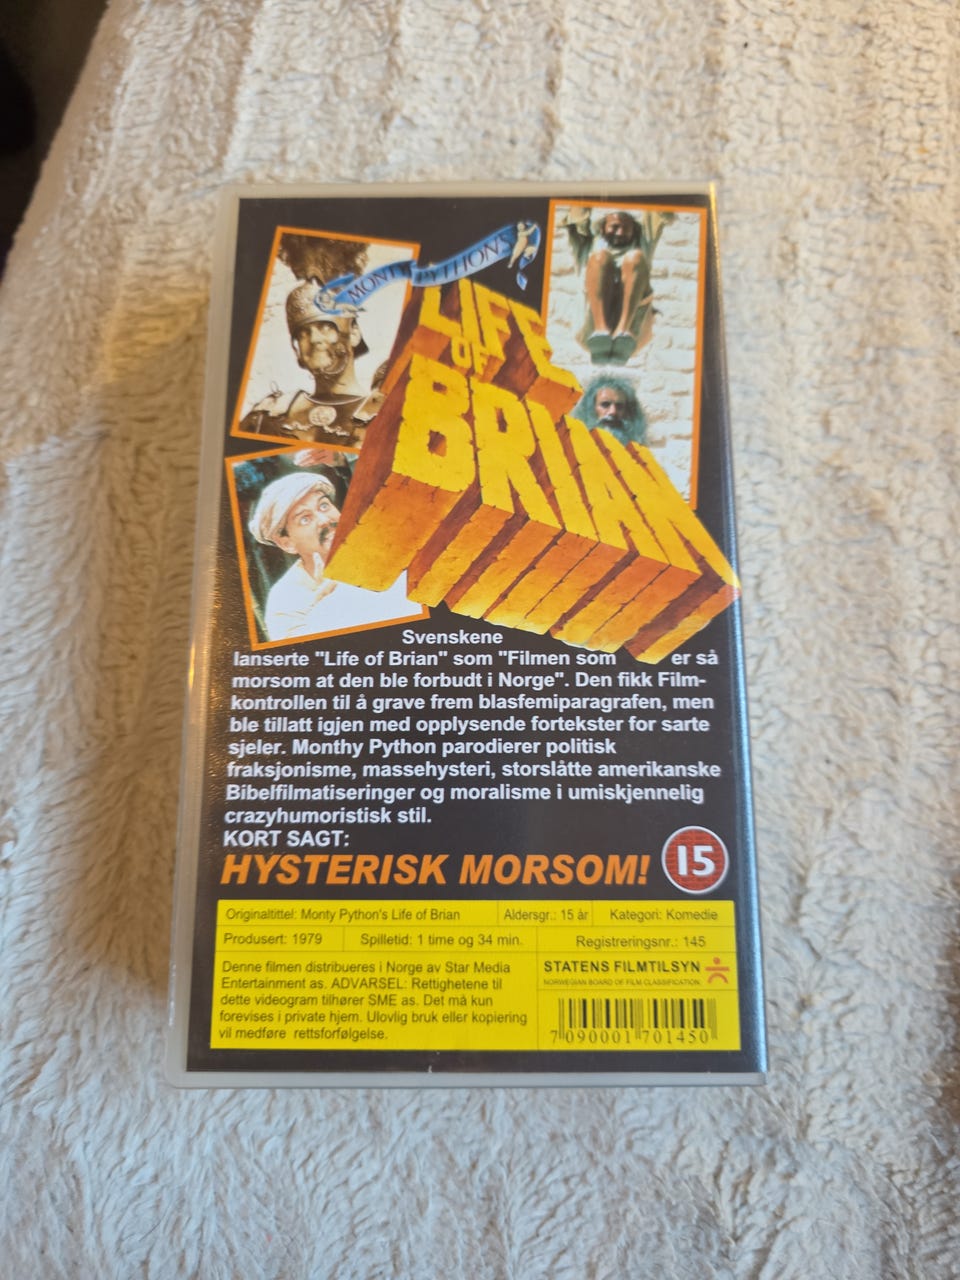 MONTY PYTHON'S
LIFE
OF
BRIAN
Svenskene
lanserte "Life of Brian" som "Filmen som er så
morsom at den ble forbudt i Norge". Den fikk Film-
kontrollen til å grave frem blasfemiparagrafen, men
ble tillatt igjen med opplysende fortekster for sarte
sjeler. Monthy Python parodierer politisk
fraksjonisme, massehysteri, storslåtte amerikanske
Bibelfilmatiseringer og moralisme i umiskjennelig
crazyhumoristisk stil.
KORT SAGT:
HYSTERISK MORSOM!
15
Originaltittel: Monty Python's Life of Brian Aldersgr.: 15 år Kategori: Komedie
Produsert: 1979 Spilletid: 1 time og 34 min. Registreringsnr.: 145
Denne filmen distribueres i Norge av Star Media
Entertainment as. ADVARSEL: Rettighetene til
dette videogram tilhører SME as. Det må kun
forevises i private hjem. Ulovlig bruk eller kopiering
vil medføre rettsforfølgelse.
STATENS FILMTILSYN
NORWEGIAN BOARD OF FILM CLASSIFICATION
7 090001 701450